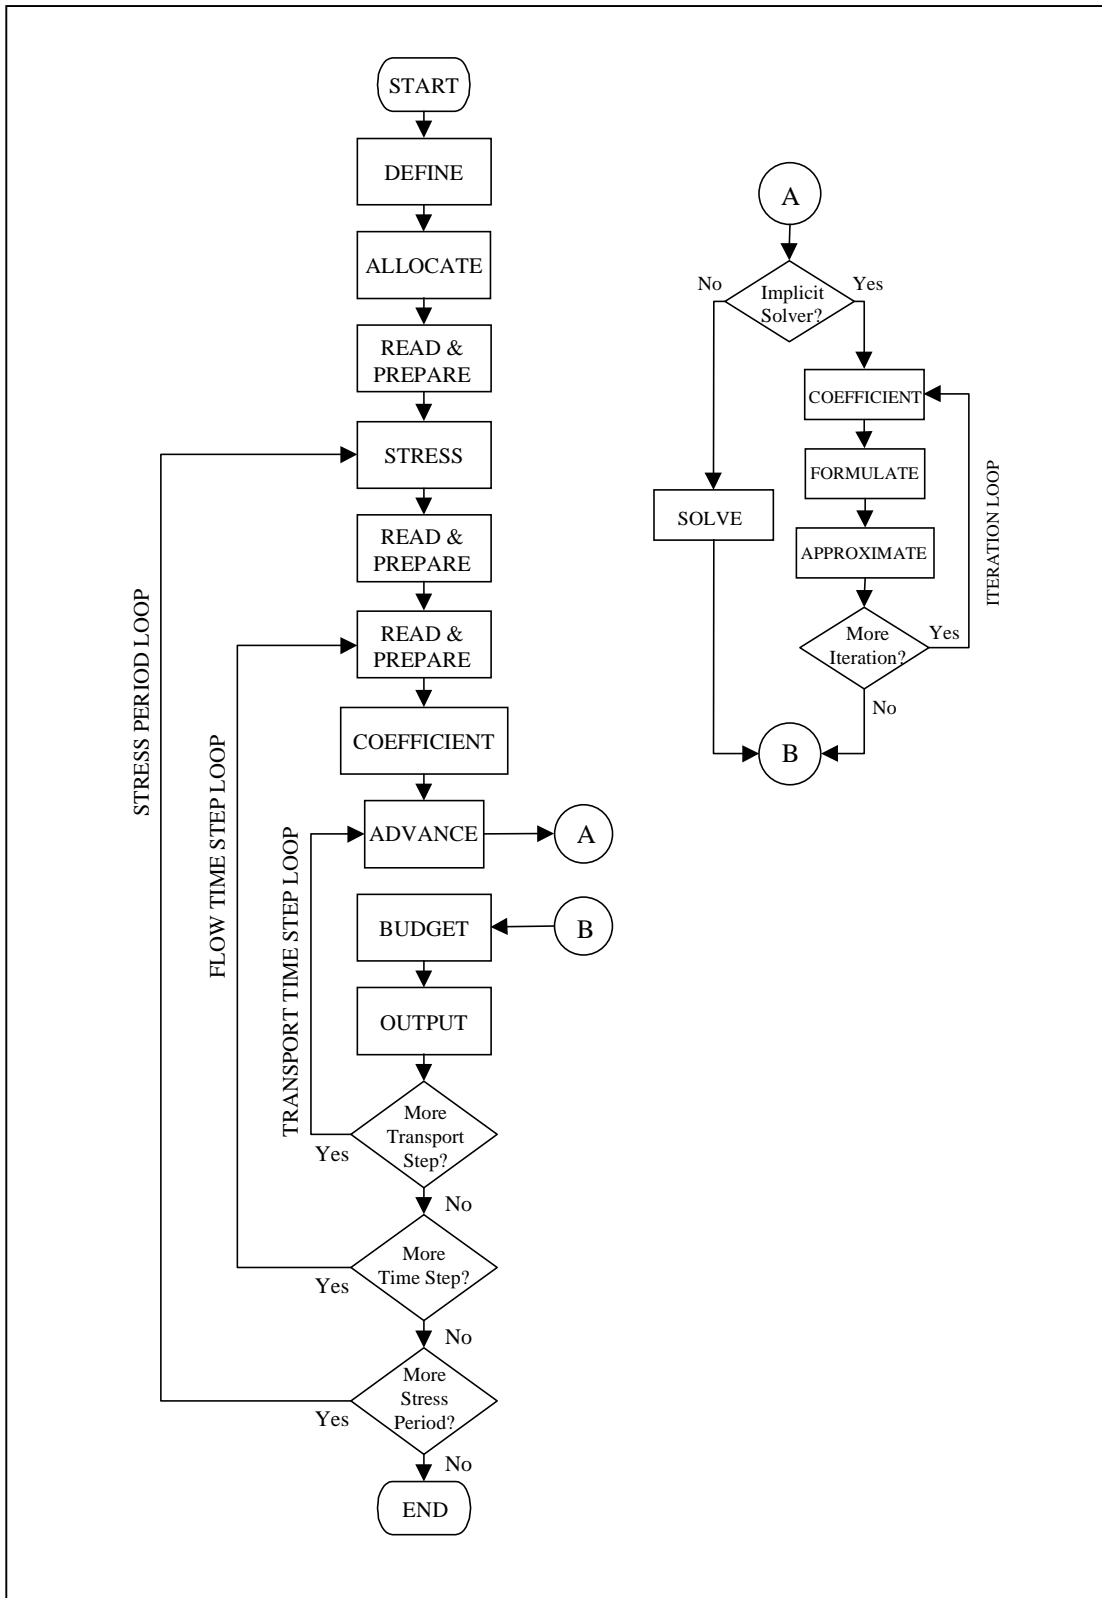 START
DEFINE
ALLOCATE
READ &
PREPARE
STRESS
READ &
PREPARE
READ &
PREPARE
COEFFICIENT
ADVANCE
A
BUDGET
B
OUTPUT
More
Transport
Step?
Yes
No
More
Time Step?
Yes
No
More
Stress
Period?
Yes
No
END
STRESS PERIOD LOOP
FLOW TIME STEP LOOP
TRANSPORT TIME STEP LOOP
A
No
Implicit
Solver?
Yes
COEFFICIENT
FORMULATE
SOLVE
APPROXIMATE
More
Iteration?
Yes
No
B
ITERATION LOOP